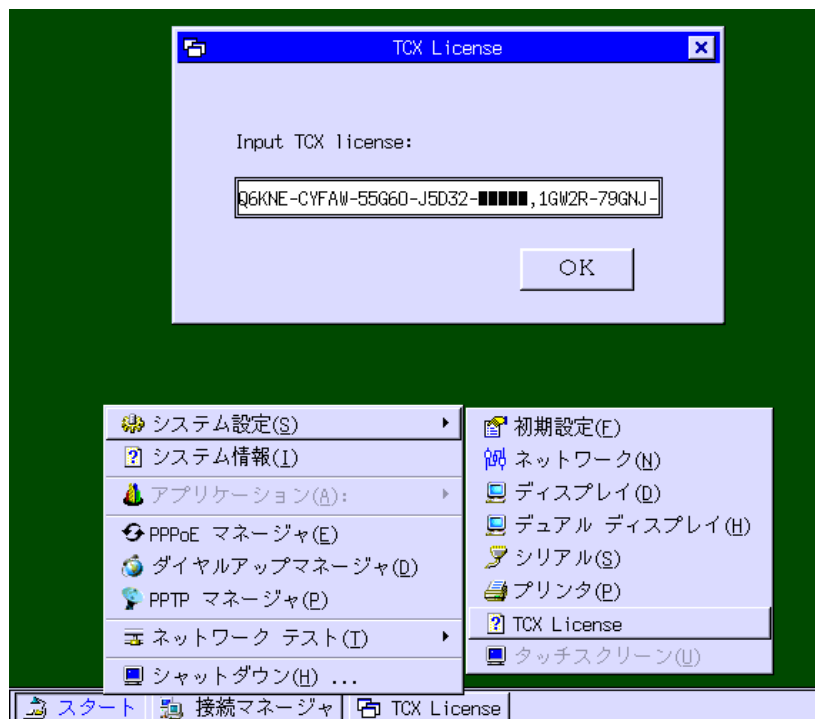 TCX License
Input TCX license:
Q6KNE-CYFAW-55G6O-J5D32-■■■■■,1GW2R-79GNJ-
OK
システム設定(S)
システム情報(I)
アプリケーション(A):
PPPoE マネージャ(E)
ダイヤルアップマネージャ(D)
PPTP マネージャ(P)
ネットワーク テスト(T)
シャットダウン(H) ...
初期設定(F)
ネットワーク(N)
ディスプレイ(D)
デュアル ディスプレイ(H)
シリアル(S)
プリンタ(P)
TCX License
タッチスクリーン(U)
スタート 接続マネージャ TCX License